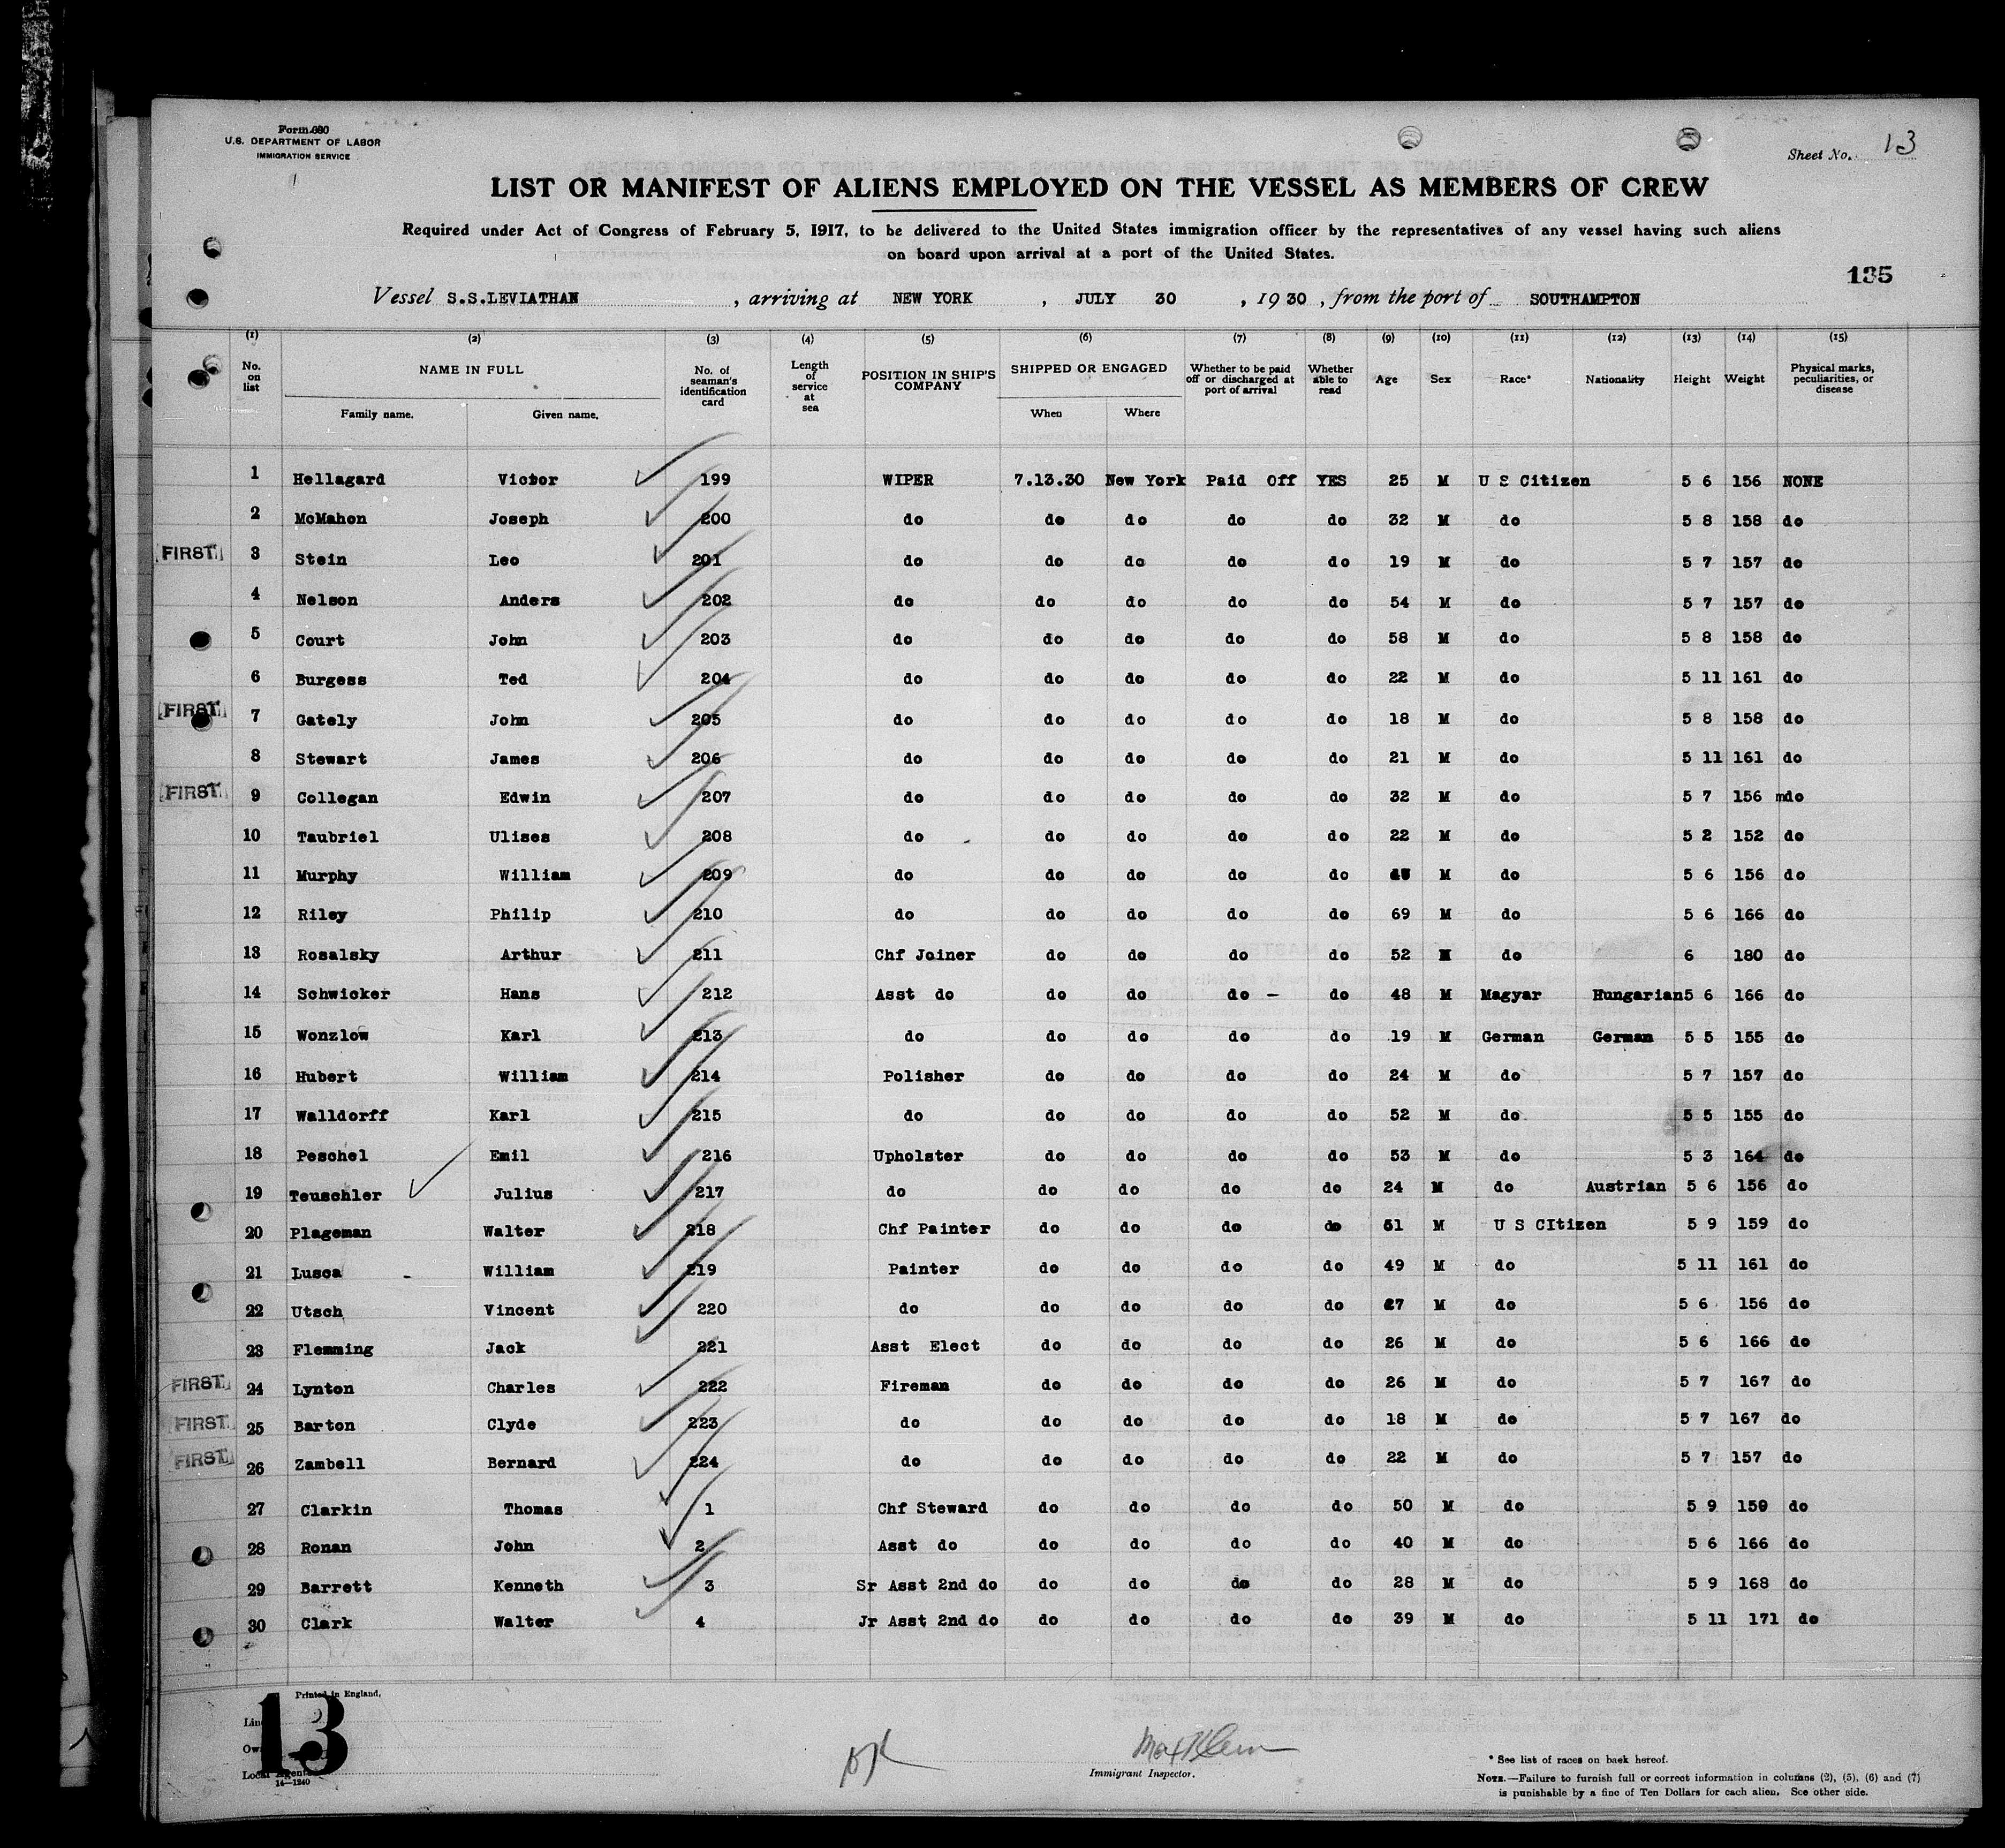 Form 680
U.S. DEPARTMENT OF LABOR
IMMIGRATION SERVICE
Sheet No. 13
LIST OR MANIFEST OF ALIENS EMPLOYED ON THE VESSEL AS MEMBERS OF CREW
Required under Act of Congress of February 5, 1917, to be delivered to the United States immigration officer by the representatives of any vessel having such aliens
on board upon arrival at a port of the United States.
135
Vessel S.S.LEVIATHAN, arriving at NEW YORK, JULY 30, 1930, from the port of SOUTHAMPTON
(1) (2) (3) (4) (5) (6) (7) (8) (9) (10) (11) (12) (13) (14) (15)
No. on list NAME IN FULL Family name. Given name. No. of seaman's identification card Length of service at sea POSITION IN SHIP'S COMPANY SHIPPED OR ENGAGED When Where Whether to be paid off or discharged at port of arrival Whether able to read Age Sex Race* Nationality Height Weight Physical marks, peculiarities, or disease
1 Hellagard Victor 199 WIPER 7.13.30 New York Paid Off YES 25 M U S Citizen 5 6 156 NONE
2 McMahon Joseph 200 do do do do do 32 M do 5 8 158 do
FIRST 3 Stein Leo 201 do do do do do 19 M do 5 7 157 do
4 Nelson Anders 202 do do do do do 54 M do 5 7 157 do
5 Court John 203 do do do do do 58 M do 5 8 158 do
6 Burgess Ted 204 do do do do do 22 M do 5 11 161 do
FIRST 7 Gately John 205 do do do do do 18 M do 5 8 158 do
8 Stewart James 206 do do do do do 21 M do 5 11 161 do
FIRST 9 Collegan Edwin 207 do do do do do 32 M do 5 7 156 mdo
10 Taubriel Ulises 208 do do do do do 22 M do 5 2 152 do
11 Murphy William 209 do do do do do M do 5 6 156 do
12 Riley Philip 210 do do do do do 69 M do 5 6 166 do
13 Rosalsky Arthur 211 Chf Joiner do do do do 52 M do 6 180 do
14 Schwicker Hans 212 Asst do do do do - do 48 M Magyar Hungarian 5 6 166 do
15 Wonzlow Karl 213 do do do do do 19 M German German 5 5 155 do
16 Hubert William 214 Polisher do do do do 24 M do do 5 7 157 do
17 Walldorff Karl 215 do do do do do 52 M do do 5 5 155 do
18 Peschel Emil 216 Upholster do do do do 53 M do do 5 3 164 do
19 Teuschler Julius 217 do do do do do 24 M do Austrian 5 6 156 do
20 Plageman Walter 218 Chf Painter do do do do 51 M U S CItizen 5 9 159 do
21 Lusca William 219 Painter do do do do 49 M do 5 11 161 do
22 Utsch Vincent 220 do do do do do 27 M do 5 6 156 do
23 Flemming Jack 221 Asst Elect do do do do 26 M do 5 6 166 do
FIRST 24 Lynton Charles 222 Fireman do do do do 26 M do 5 7 167 do
FIRST 25 Barton Clyde 223 do do do do do 18 M do 5 7 167 do
FIRST 26 Zambell Bernard 224 do do do do do 22 M do 5 7 157 do
27 Clarkin Thomas 1 Chf Steward do do do do 50 M do 5 9 159 do
28 Ronan John 2 Asst do do do do do 40 M do 5 6 166 do
29 Barrett Kenneth 3 Sr Asst 2nd do do do do do 28 M do 5 9 168 do
30 Clark Walter 4 Jr Asst 2nd do do do do do 39 M do 5 11 171 do
Printed in England.
13
Local Agents
14—1240
Max Klein
Immigrant Inspector.
* See list of races on back hereof.
NOTE.—Failure to furnish full or correct information in columns (2), (5), (6) and (7)
is punishable by a fine of Ten Dollars for each alien. See other side.